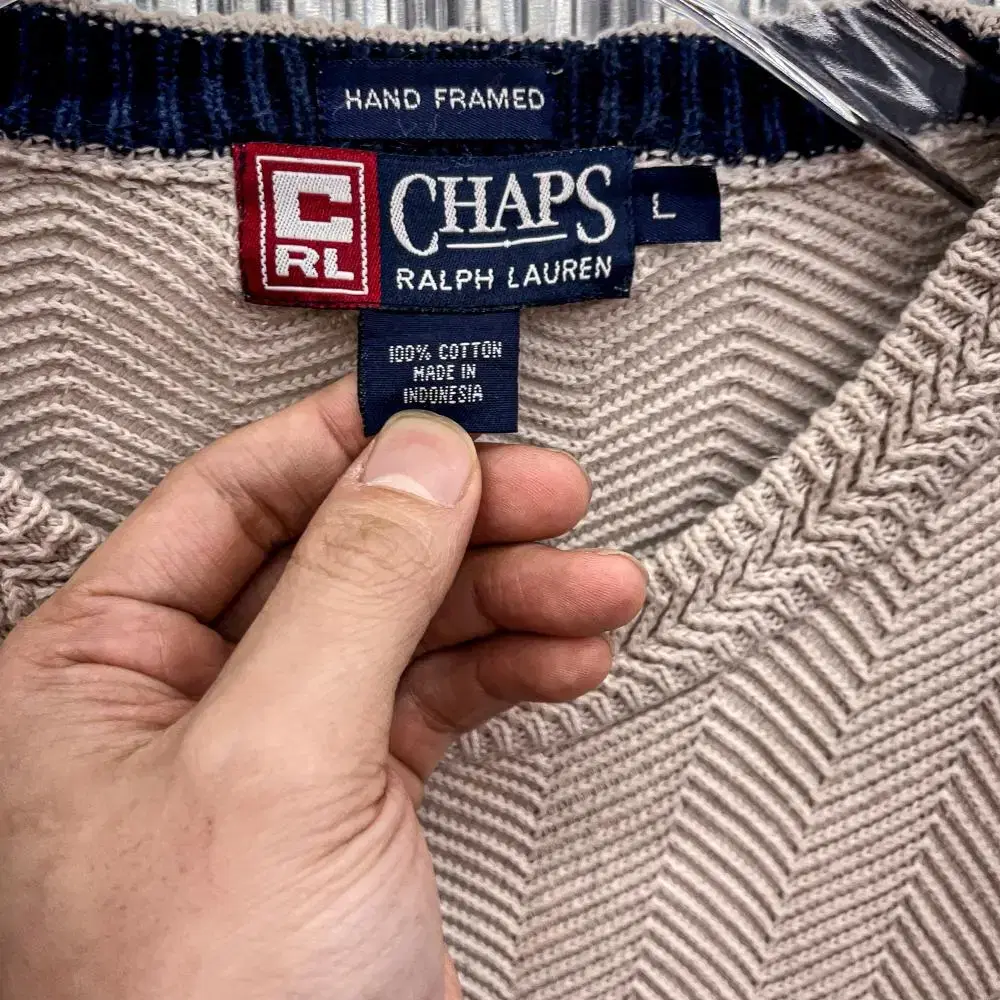 HAND FRAMED
C
RL
CHAPS
RALPH LAUREN
L
100% COTTON
MADE IN
INDONESIA